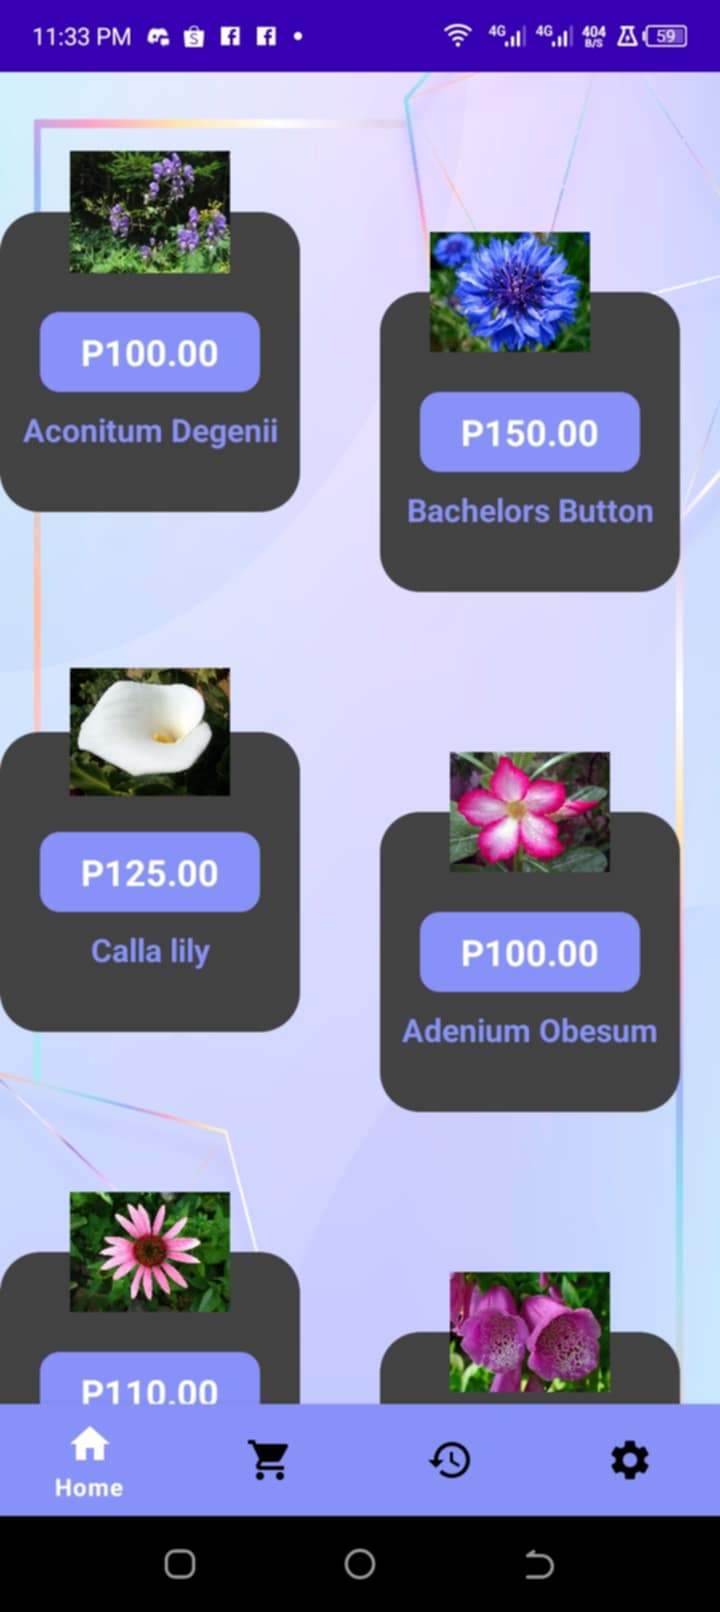 11:33 PM
4G
4G
404
B/S
59
P100.00
Aconitum Degenii
P150.00
Bachelors Button
P125.00
Calla lily
P100.00
Adenium Obesum
P110.00
Home